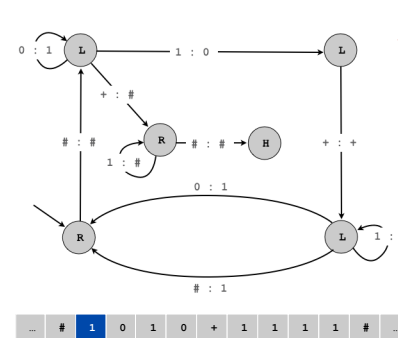 0 : 1 L 1 : 0 L
+ : #
# : # R # : # H + : +
1 : #
0 : 1
R L 1 :
# : 1
... # 1 0 1 0 + 1 1 1 1 # ..